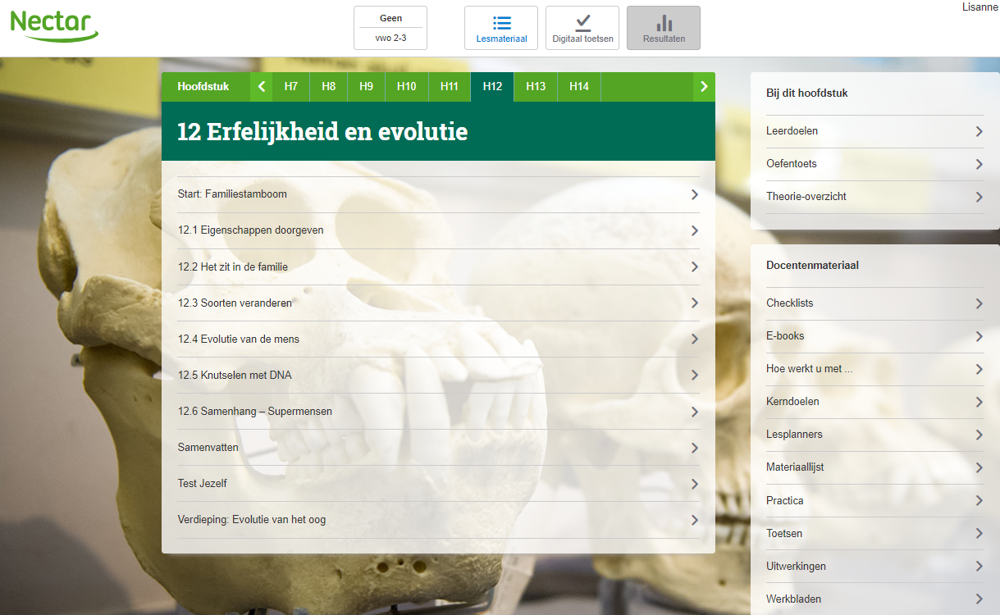 Nectar
Geen
vwo 2-3
Lesmateriaal
Digitaal toetsen
Resultaten
Lisanne
Hoofdstuk
H7
H8
H9
H10
H11
H12
H13
H14
12 Erfelijkheid en evolutie
Start: Familiestamboom
12.1 Eigenschappen doorgeven
12.2 Het zit in de familie
12.3 Soorten veranderen
12.4 Evolutie van de mens
12.5 Knutselen met DNA
12.6 Samenhang – Supermensen
Samenvatten
Test Jezelf
Verdieping: Evolutie van het oog
Bij dit hoofdstuk
Leerdoelen
Oefentoets
Theorie-overzicht
Docentenmateriaal
Checklists
E-books
Hoe werkt u met ...
Kerndoelen
Lesplanners
Materiaallijst
Practica
Toetsen
Uitwerkingen
Werkbladen